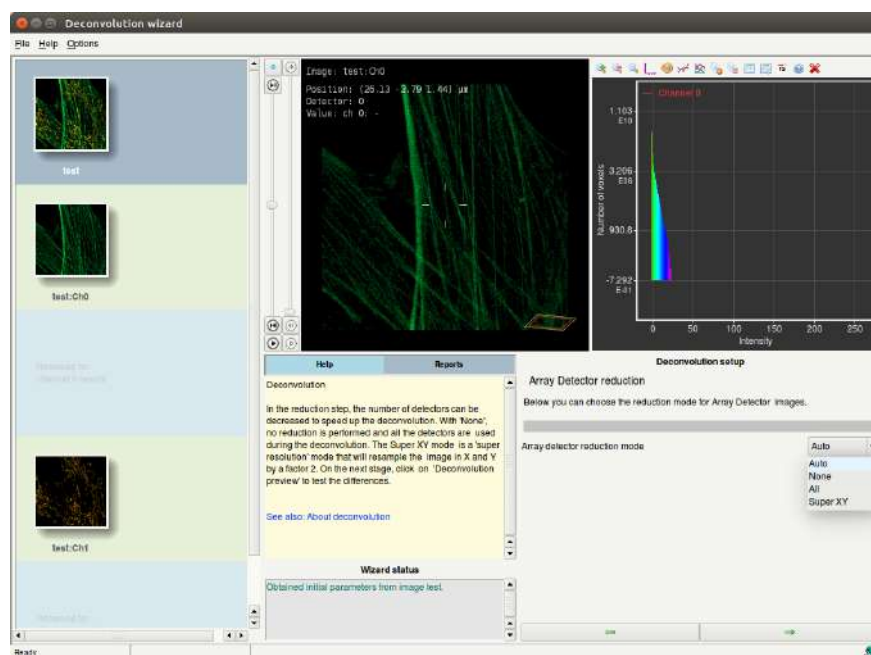 Deconvolution wizard
File Help Options
test
test:Ch0
test:Ch1
Image: test:Ch0
Position: (26.13 -2.79 1.44) µm
Detector: 0
Value: ch 0: -
Channel 0
1.103
E10
3.206
E36
930.8
-7.292
E-41
Number of voxels
0 50 100 150 200 250
Intensity
Help
Reports
Deconvolution
In the reduction step, the number of detectors can be
decreased to speed up the deconvolution. With 'None',
no reduction is performed and all the detectors are used
during the deconvolution. The Super XY mode is a 'super
resolution' mode that will resample the image in X and Y
by a factor 2. On the next stage, click on 'Deconvolution
preview' to test the differences.
See also: About deconvolution
Wizard status
Obtained initial parameters from image test.
Deconvolution setup
Array Detector reduction
Below you can choose the reduction mode for Array Detector images.
Array detector reduction mode
Auto
Auto
None
All
Super XY
Ready